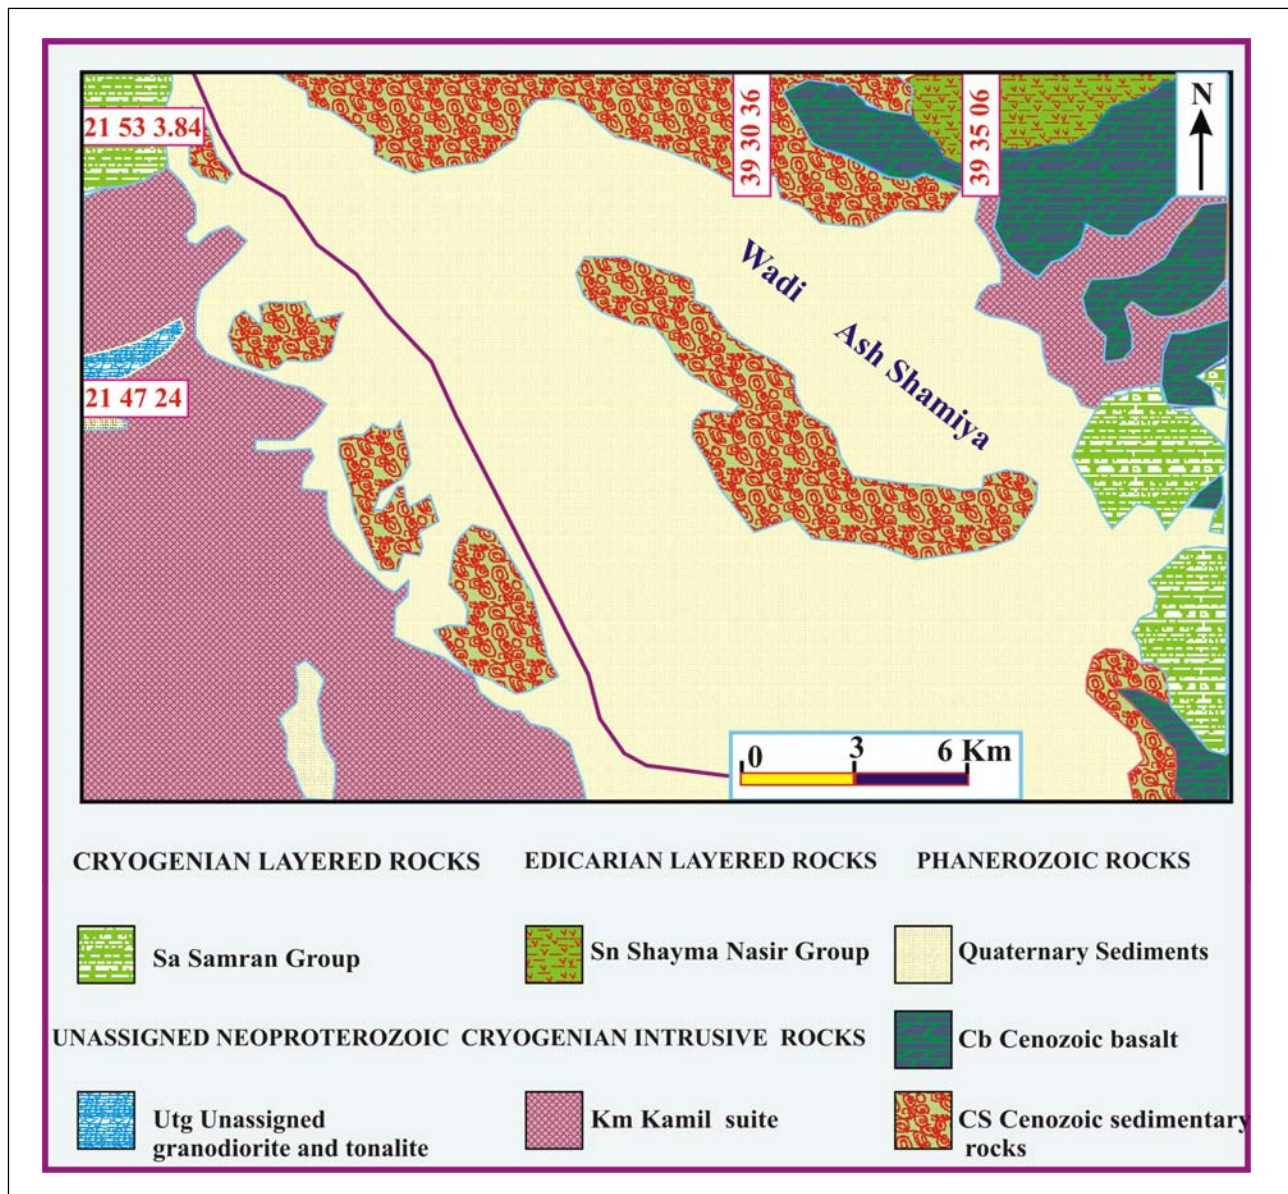 21 53 3.84
39 30 36
39 35 06
N
Wadi
Ash Shamiya
21 47 24
0 3 6 Km
CRYOGENIAN LAYERED ROCKS
EDICARIAN LAYERED ROCKS
PHANEROZOIC ROCKS
Sa Samran Group
Sn Shayma Nasir Group
Quaternary Sediments
UNASSIGNED NEOPROTEROZOIC
CRYOGENIAN INTRUSIVE ROCKS
Cb Cenozoic basalt
Utg Unassigned
granodiorite and tonalite
Km Kamil suite
CS Cenozoic sedimentary
rocks